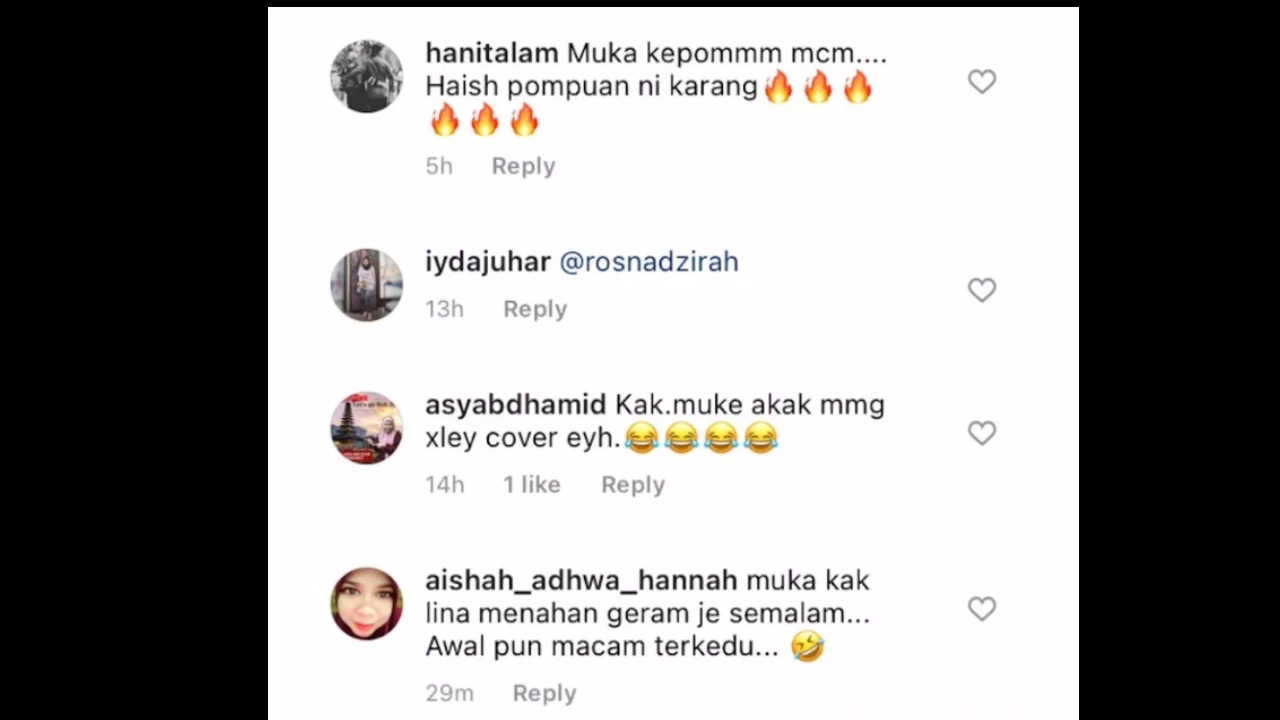 hanitalam Muka kepommm mcm....
Haish pompuan ni karang🔥🔥🔥
🔥🔥🔥
5h Reply
iydajuhar @rosnadzirah
13h Reply
asyabdhamid Kak.muke akak mmg
xley cover eyh.😂😂😂😂
14h 1 like Reply
aishah_adhwa_hannah muka kak
lina menahan geram je semalam...
Awal pun macam terkedu... 🤣
29m Reply